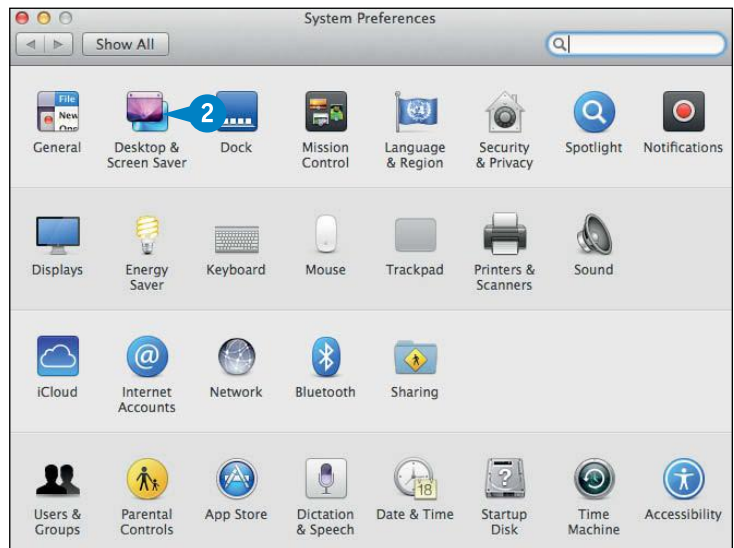 System Preferences
Show All
File
New
Ope
2
General
Desktop &
Screen Saver
Dock
Mission
Control
Language
& Region
Security
& Privacy
Spotlight
Notifications
Displays
Energy
Saver
Keyboard
Mouse
Trackpad
Printers &
Scanners
Sound
iCloud
@
Internet
Accounts
Network
Bluetooth
Sharing
18
?
Users &
Groups
Parental
Controls
App Store
Dictation
& Speech
Date & Time
Startup
Disk
Time
Machine
Accessibility